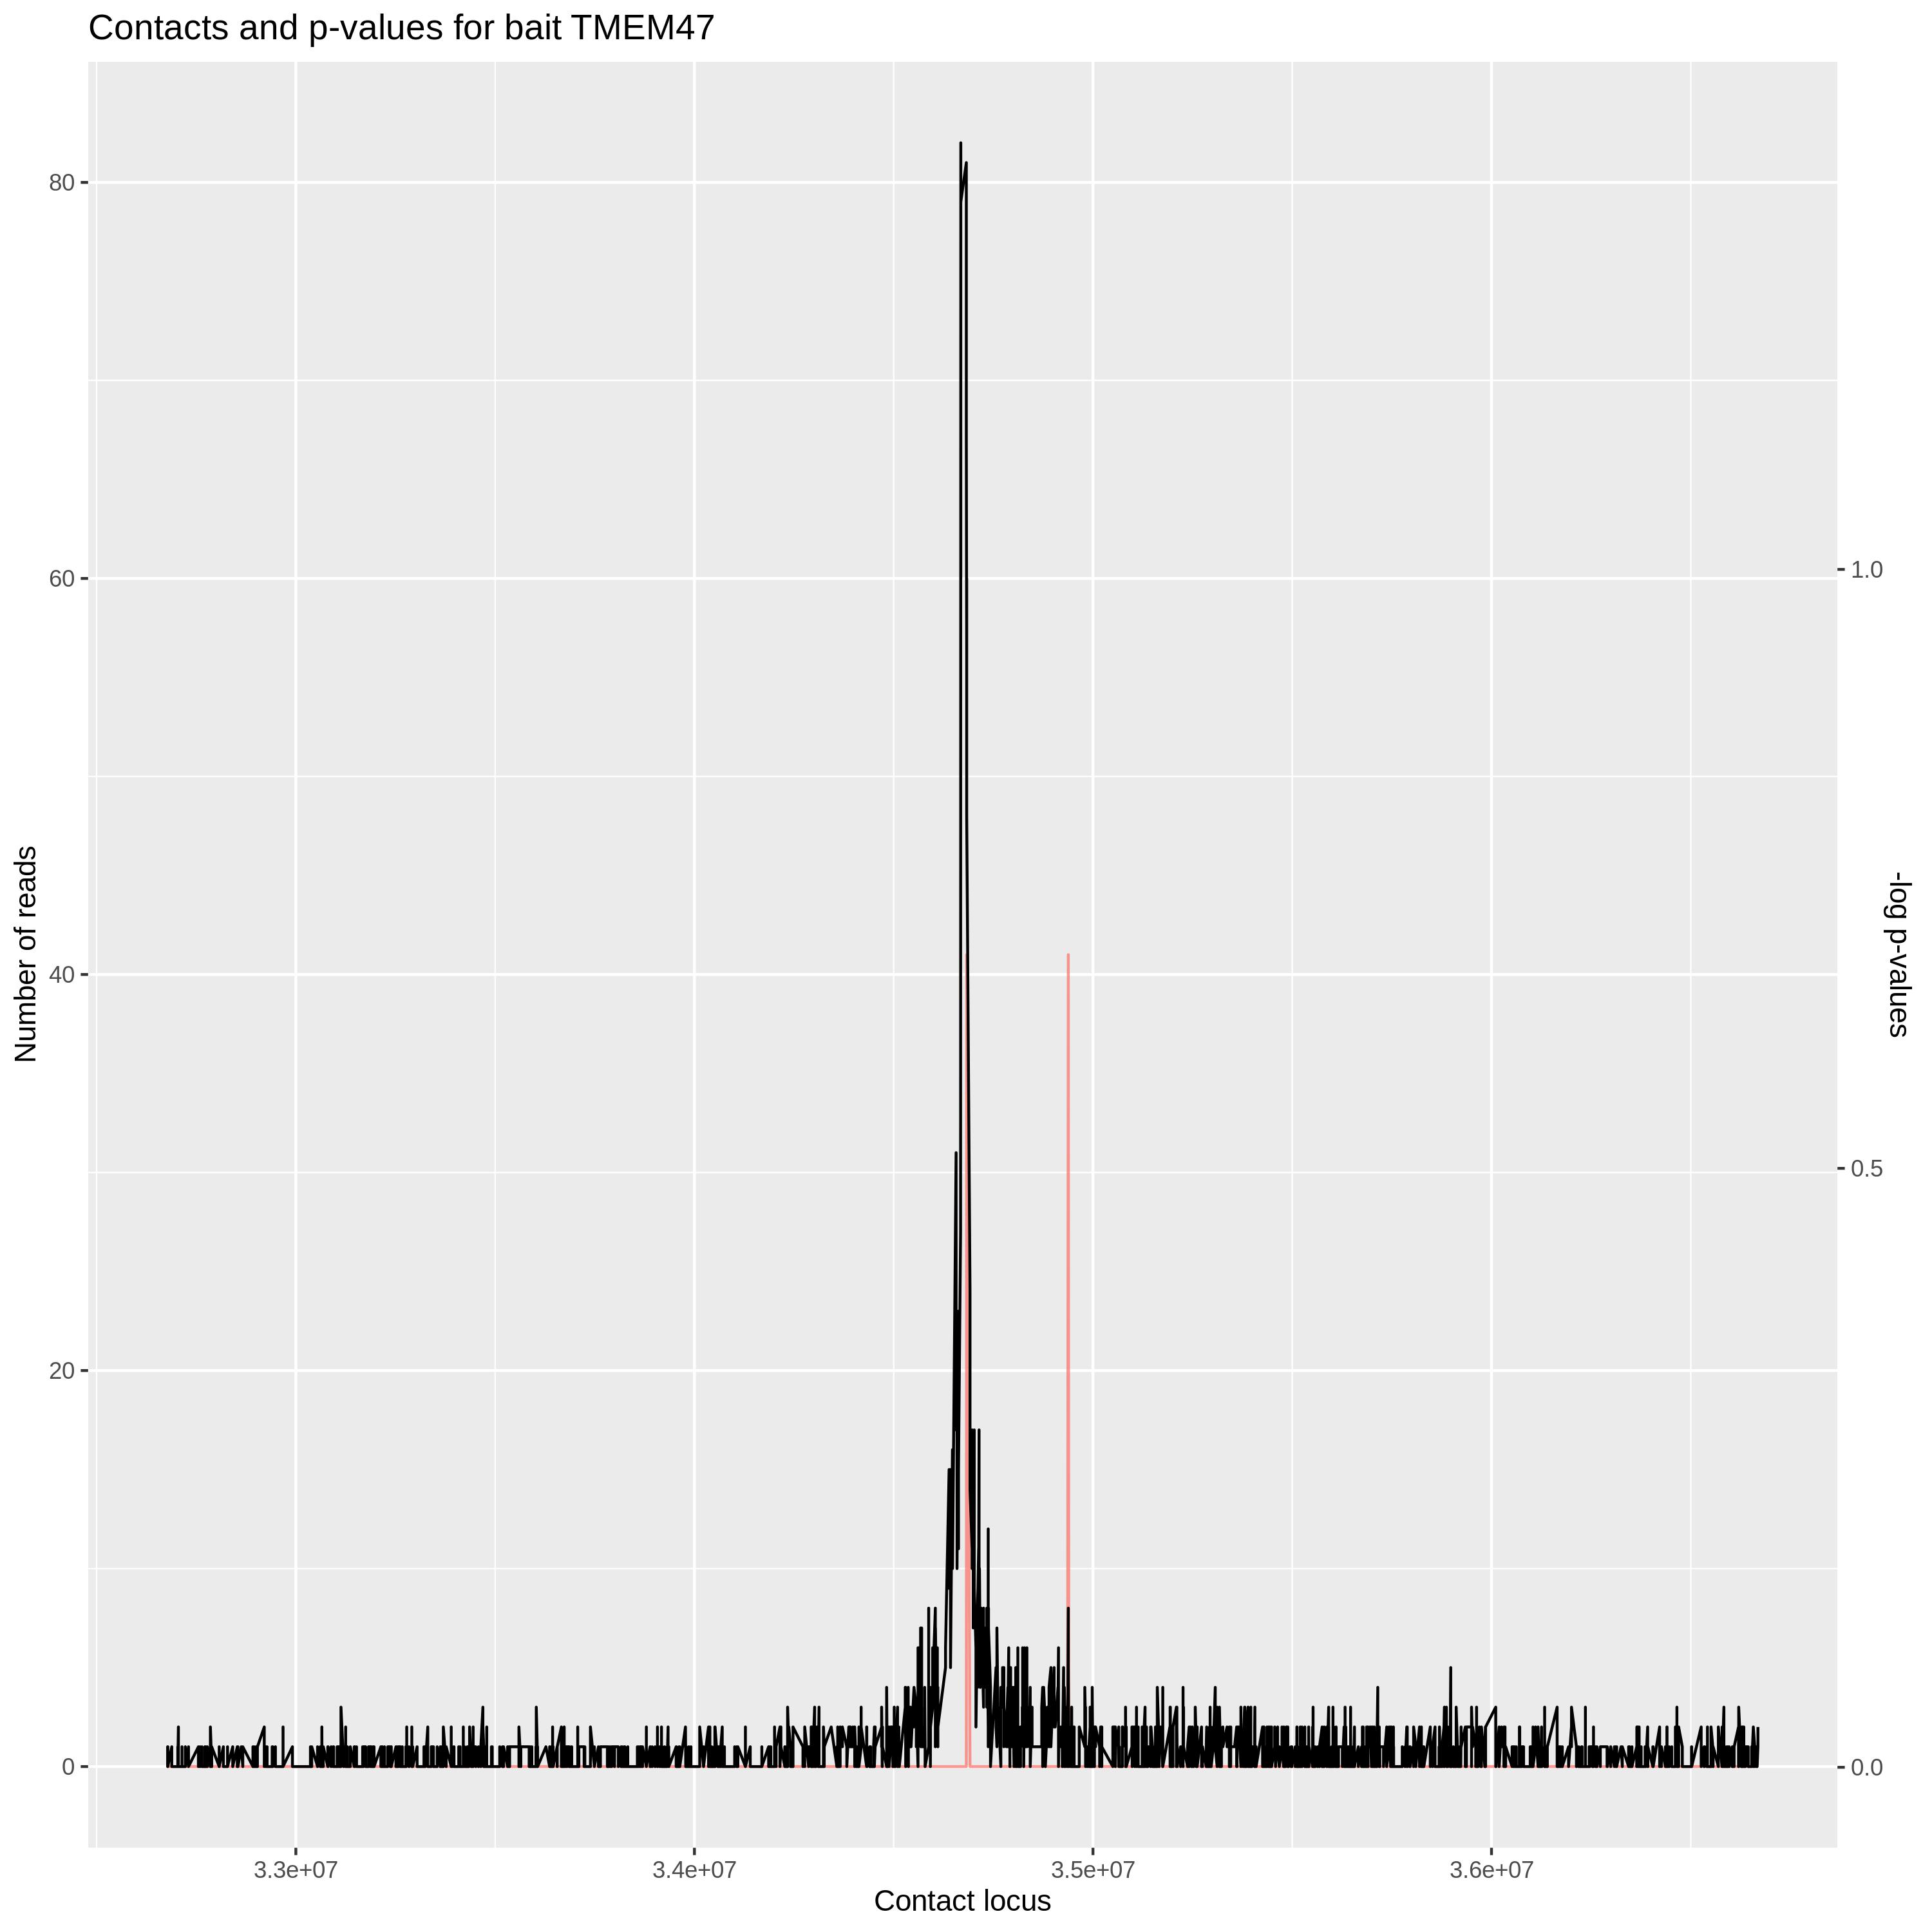 Contacts and p-values for bait TMEM47
80
60
40
20
0
1.0
0.5
0.0
Number of reads
-log p-values
3.3e+07
3.4e+07
3.5e+07
3.6e+07
Contact locus